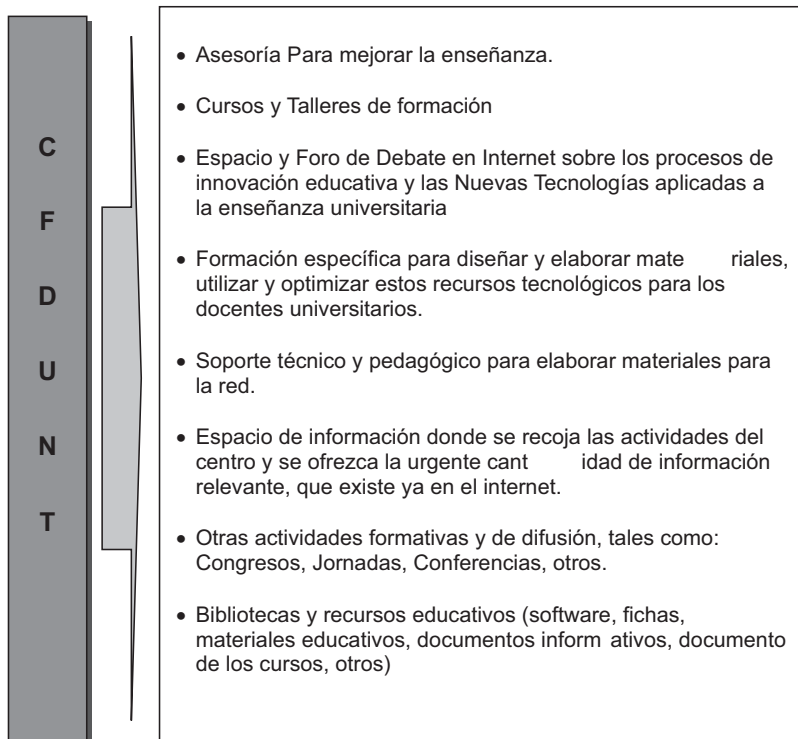 C
F
D
U
N
T
• Asesoría Para mejorar la enseñanza.
• Cursos y Talleres de formación
• Espacio y Foro de Debate en Internet sobre los procesos de
innovación educativa y las Nuevas Tecnologías aplicadas a
la enseñanza universitaria
• Formación específica para diseñar y elaborar mate riales,
utilizar y optimizar estos recursos tecnológicos para los
docentes universitarios.
• Soporte técnico y pedagógico para elaborar materiales para
la red.
• Espacio de información donde se recoja las actividades del
centro y se ofrezca la urgente cant idad de información
relevante, que existe ya en el internet.
• Otras actividades formativas y de difusión, tales como:
Congresos, Jornadas, Conferencias, otros.
• Bibliotecas y recursos educativos (software, fichas,
materiales educativos, documentos inform ativos, documento
de los cursos, otros)